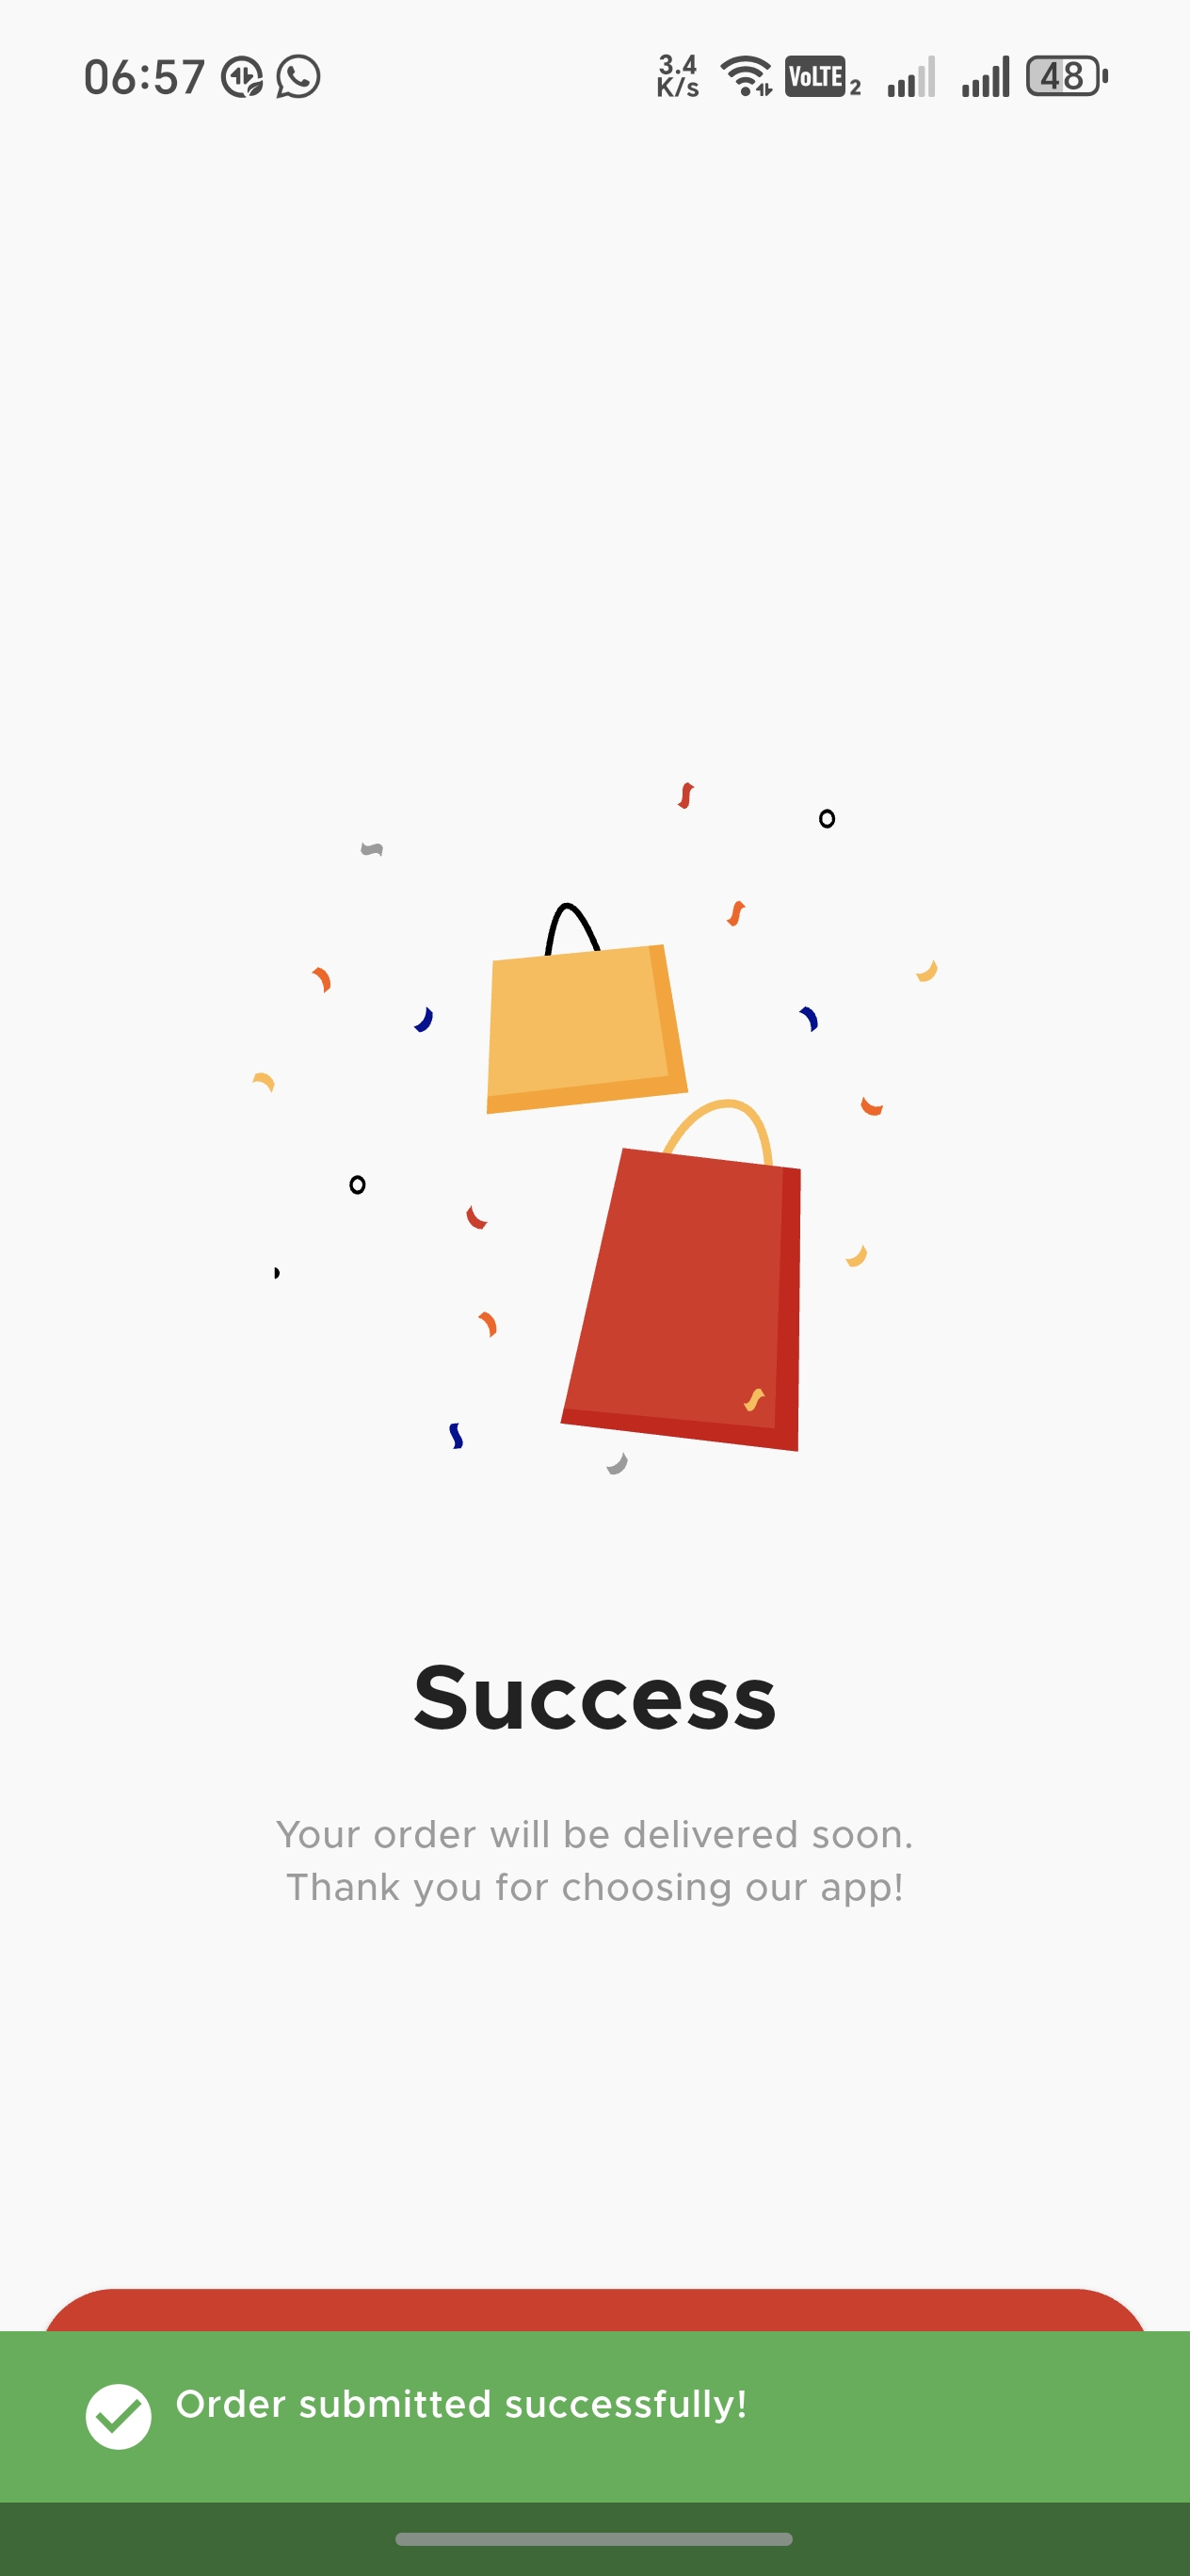 06:57
3.4
K/s
VoLTE 2
48
Success
Your order will be delivered soon.
Thank you for choosing our app!
Order submitted successfully!